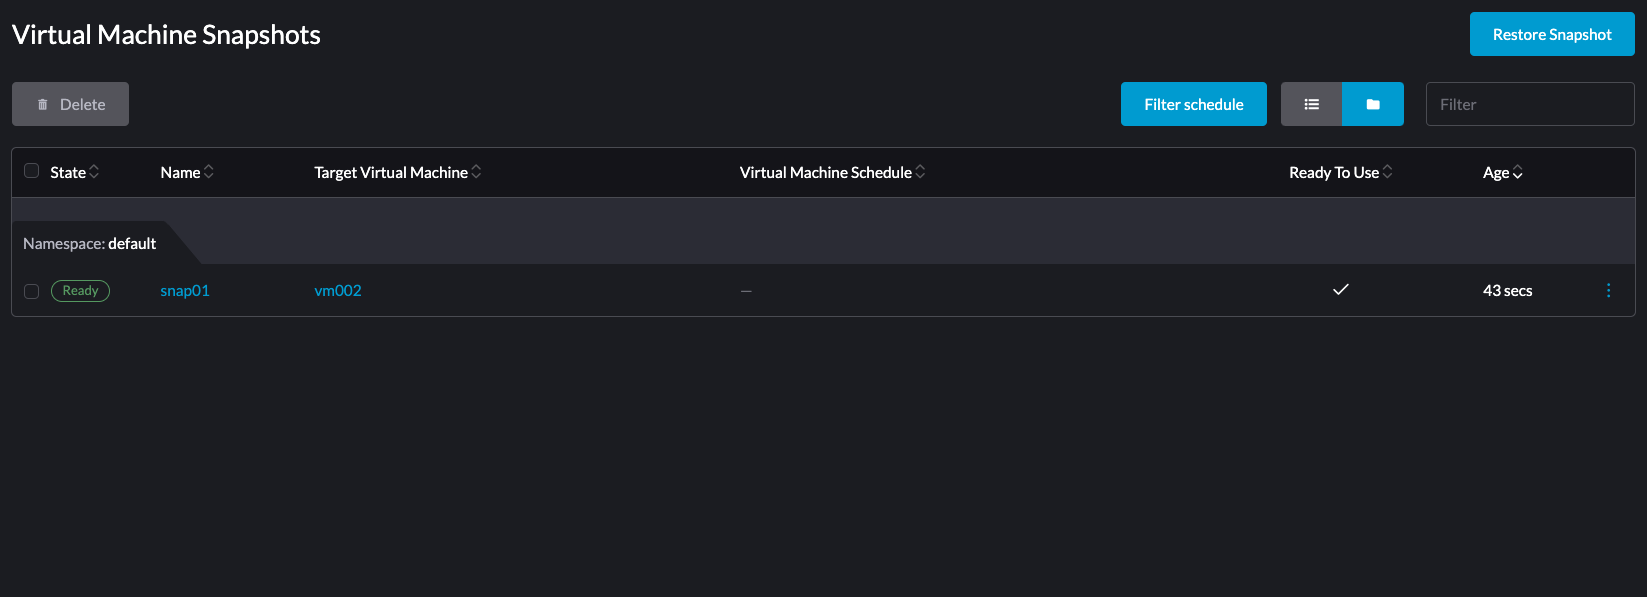 Virtual Machine Snapshots
Restore Snapshot
Delete
Filter schedule
Filter
State Name Target Virtual Machine Virtual Machine Schedule Ready To Use Age
Namespace: default
Ready snap01 vm002 — 43 secs